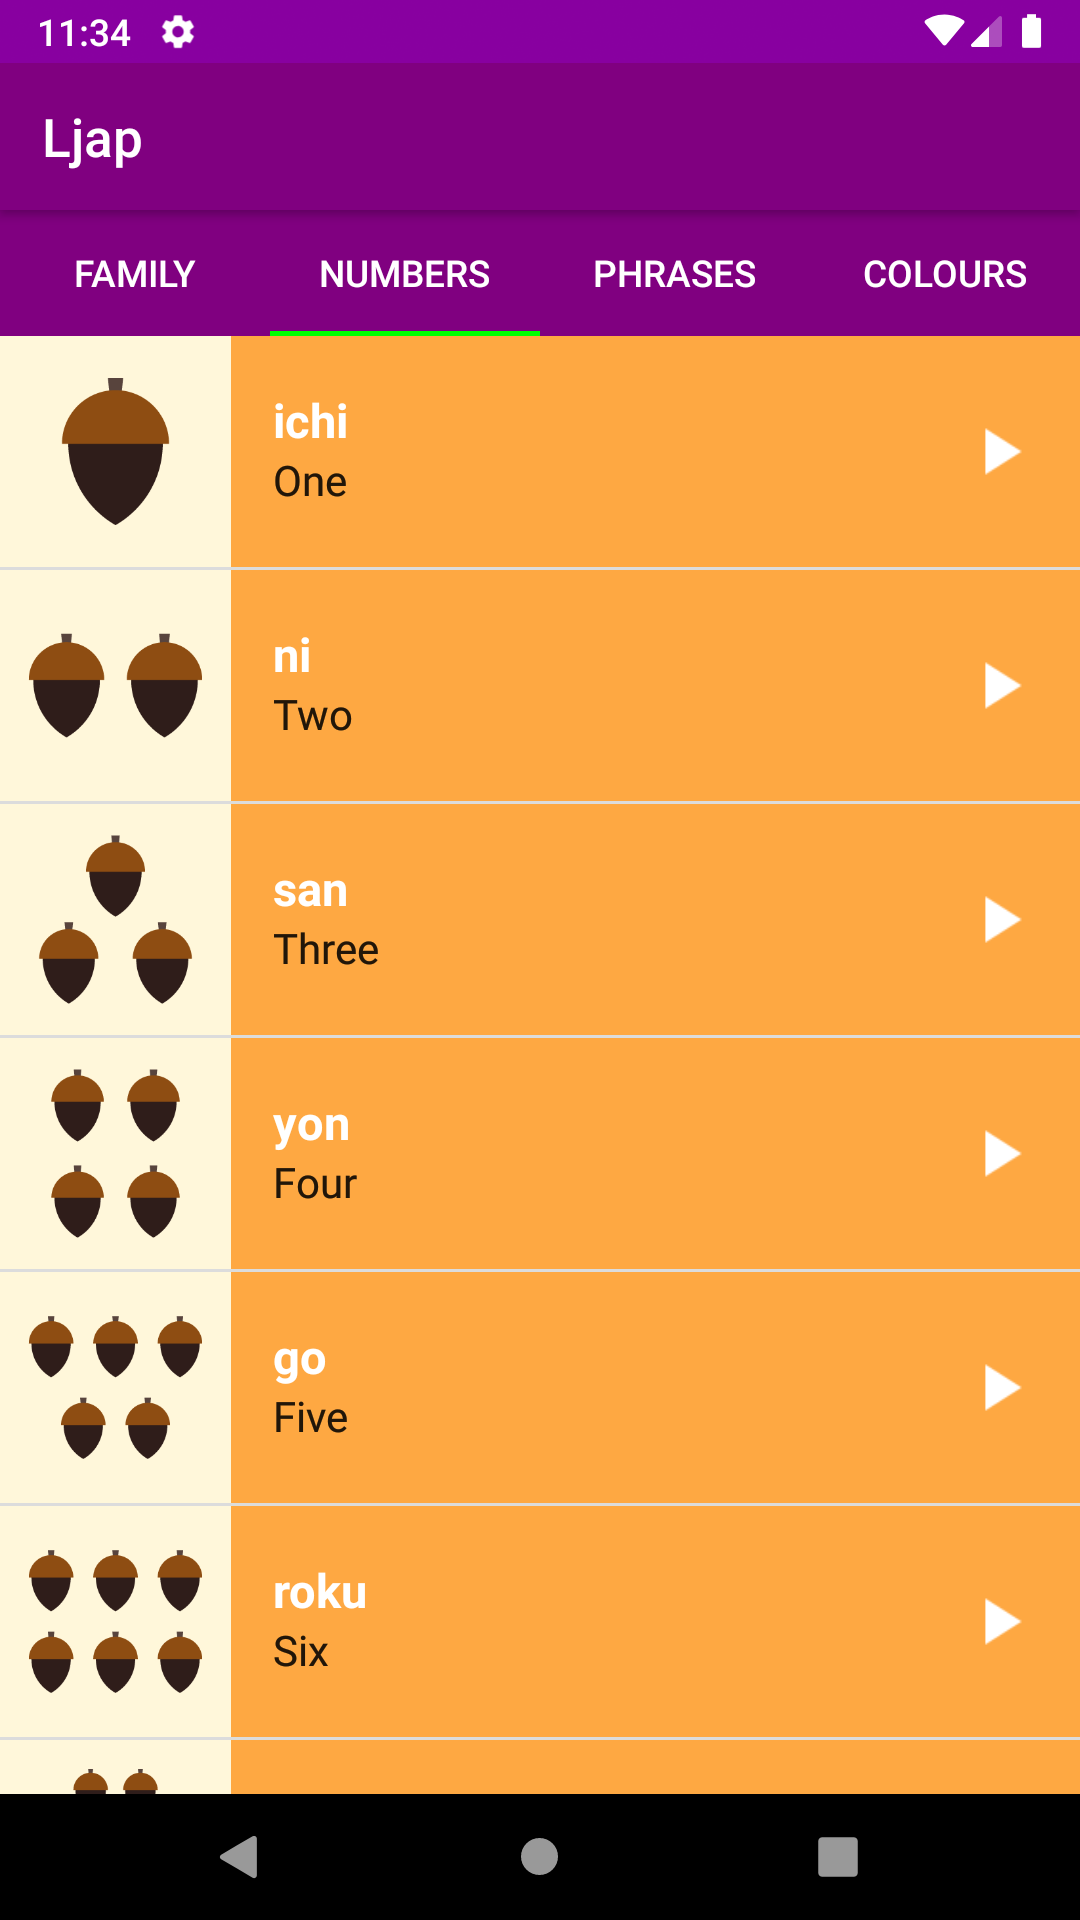 11:34
Ljap
FAMILY NUMBERS PHRASES COLOURS
ichi
One
ni
Two
san
Three
yon
Four
go
Five
roku
Six